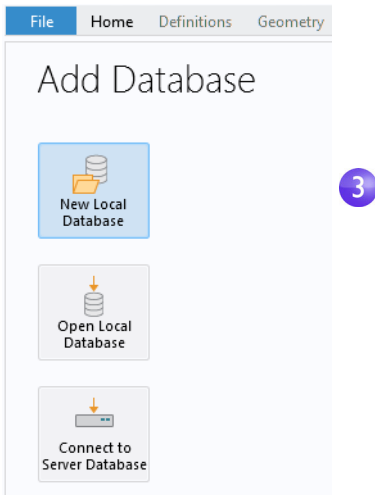 File Home Definitions Geometry
Add Database
New Local
Database
3
Open Local
Database
Connect to
Server Database